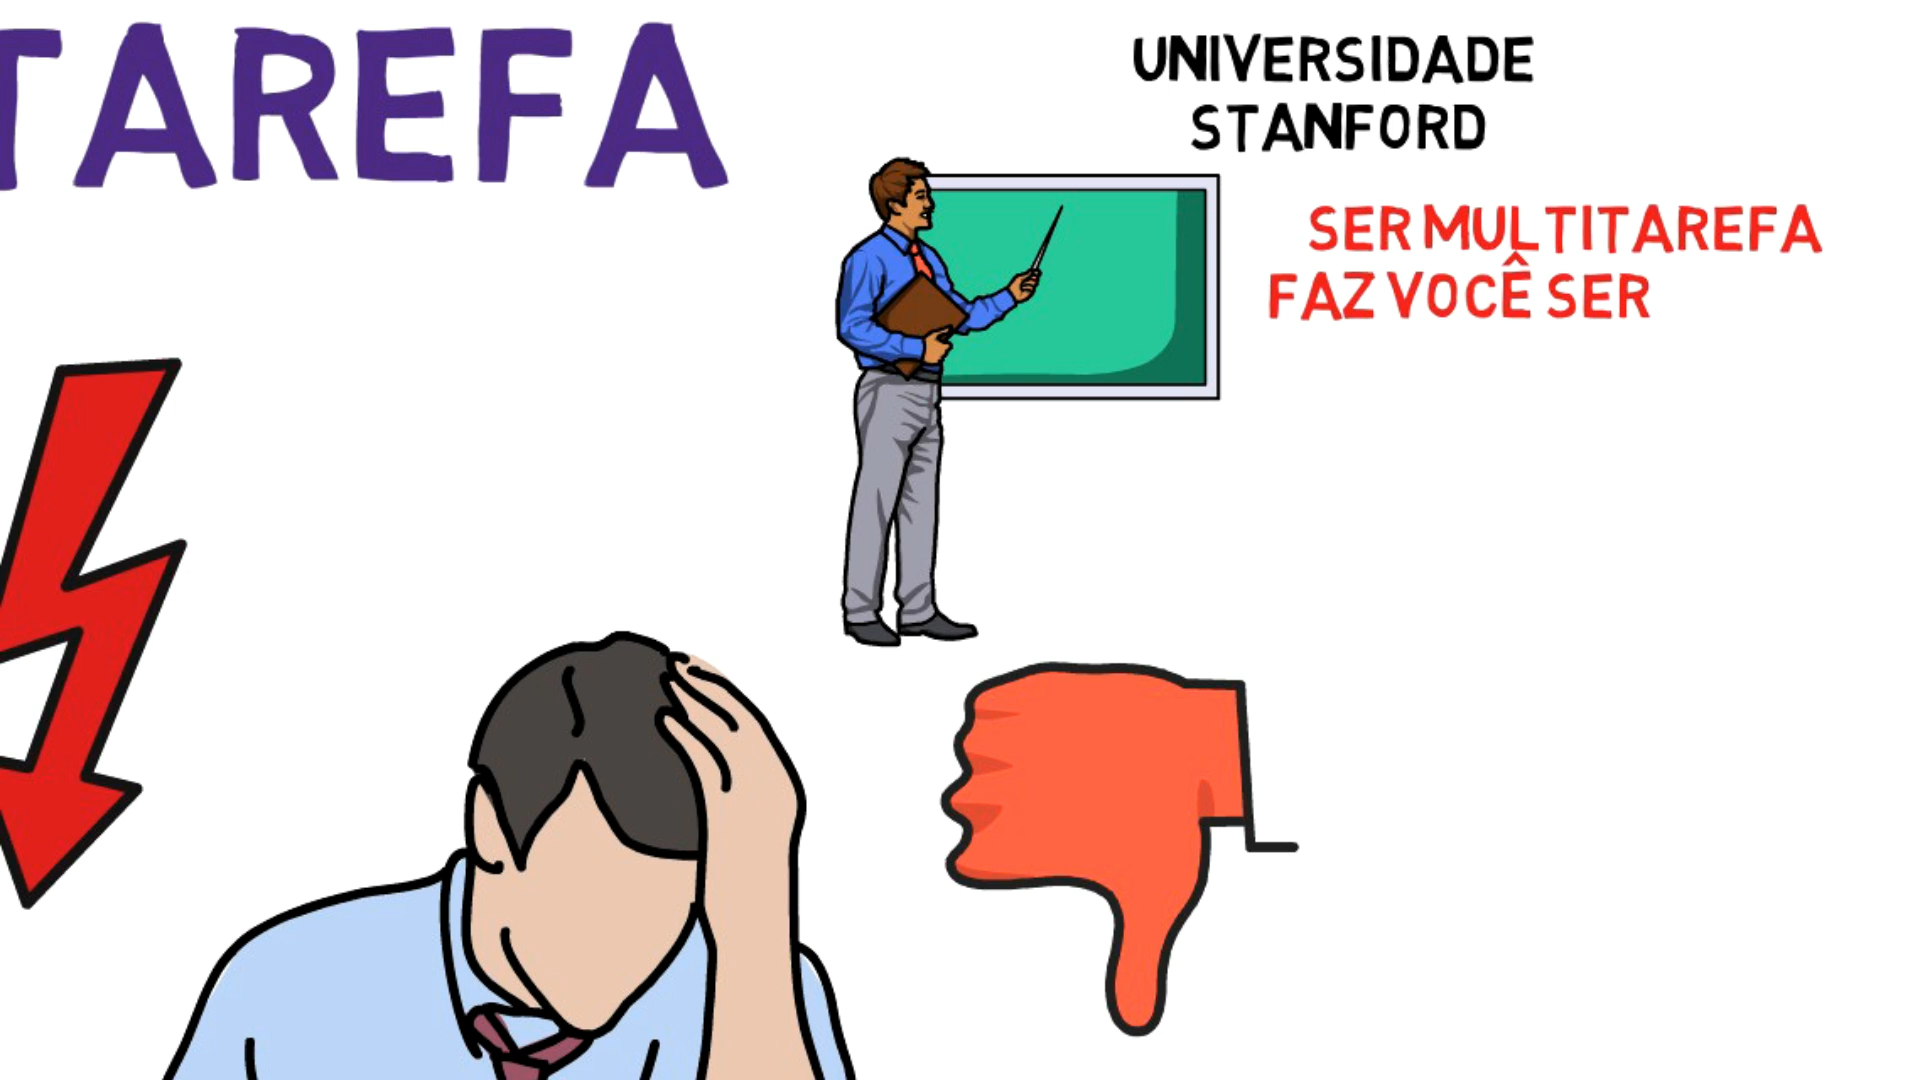 TAREFA
UNIVERSIDADE
STANFORD
SER MULTITAREFA
FAZ VOCÊ SER